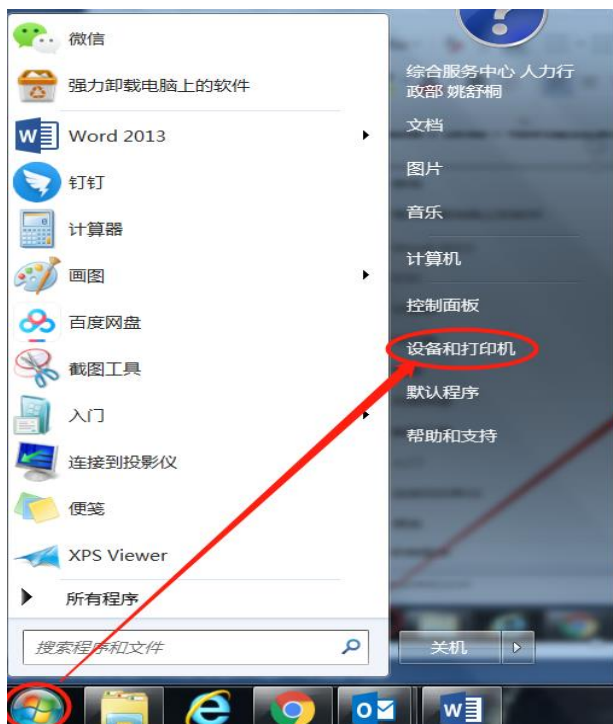 微信
强力卸载电脑上的软件
Word 2013
钉钉
计算器
画图
百度网盘
截图工具
入门
连接到投影仪
便笺
XPS Viewer
所有程序
搜索程序和文件
综合服务中心 人力行
政部 姚舒桐
文档
图片
音乐
计算机
控制面板
设备和打印机
默认程序
帮助和支持
关机